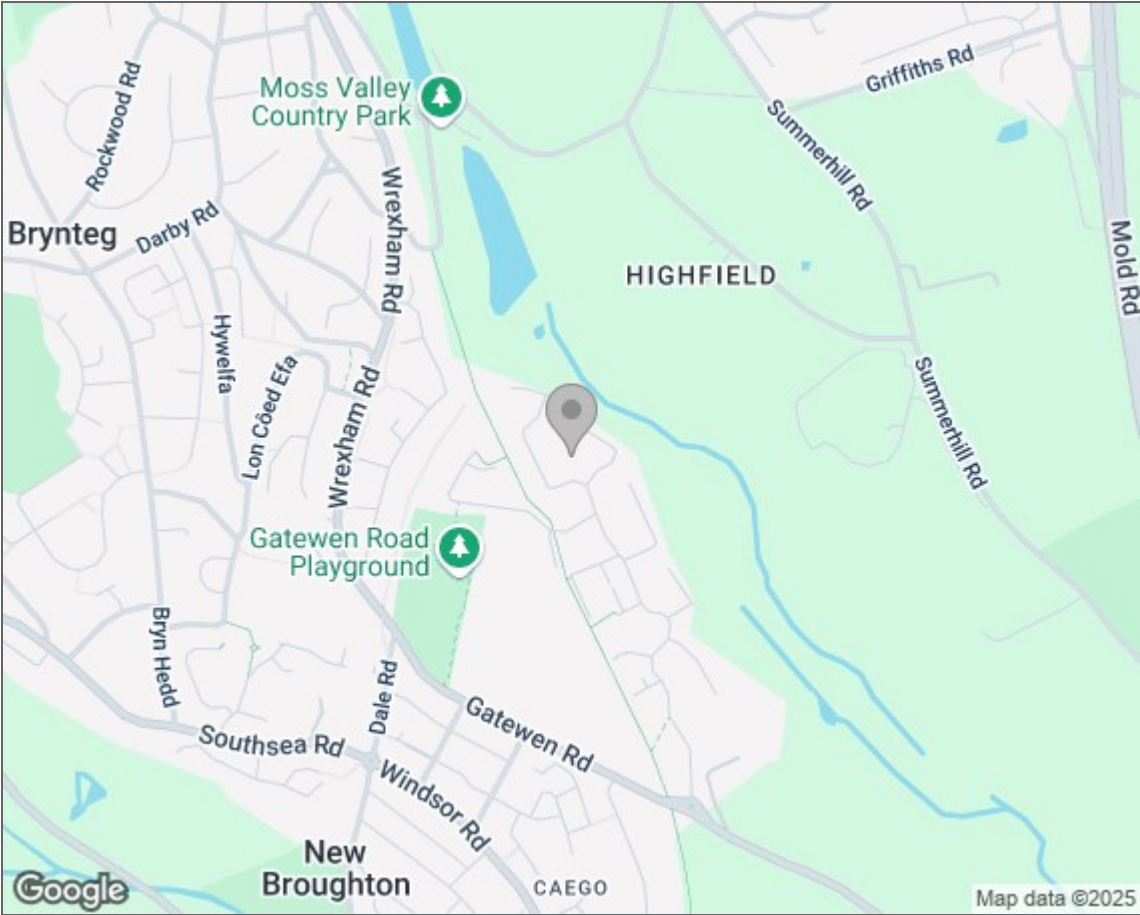 Moss Valley
Country Park
Griffiths Rd
Rockwood Rd
Summerhill Rd
Wrexham Rd
Darby Rd
Brynteg
Mold Rd
HIGHFIELD
Hywelfa
Lon Côed Efa
Wrexham Rd
Summerhill Rd
Gatewen Road
Playground
Bryn Hedd
Dale Rd
Gatewen Rd
Southsea Rd
Windsor Rd
New
Broughton
CAEGO
Google
Map data ©2025